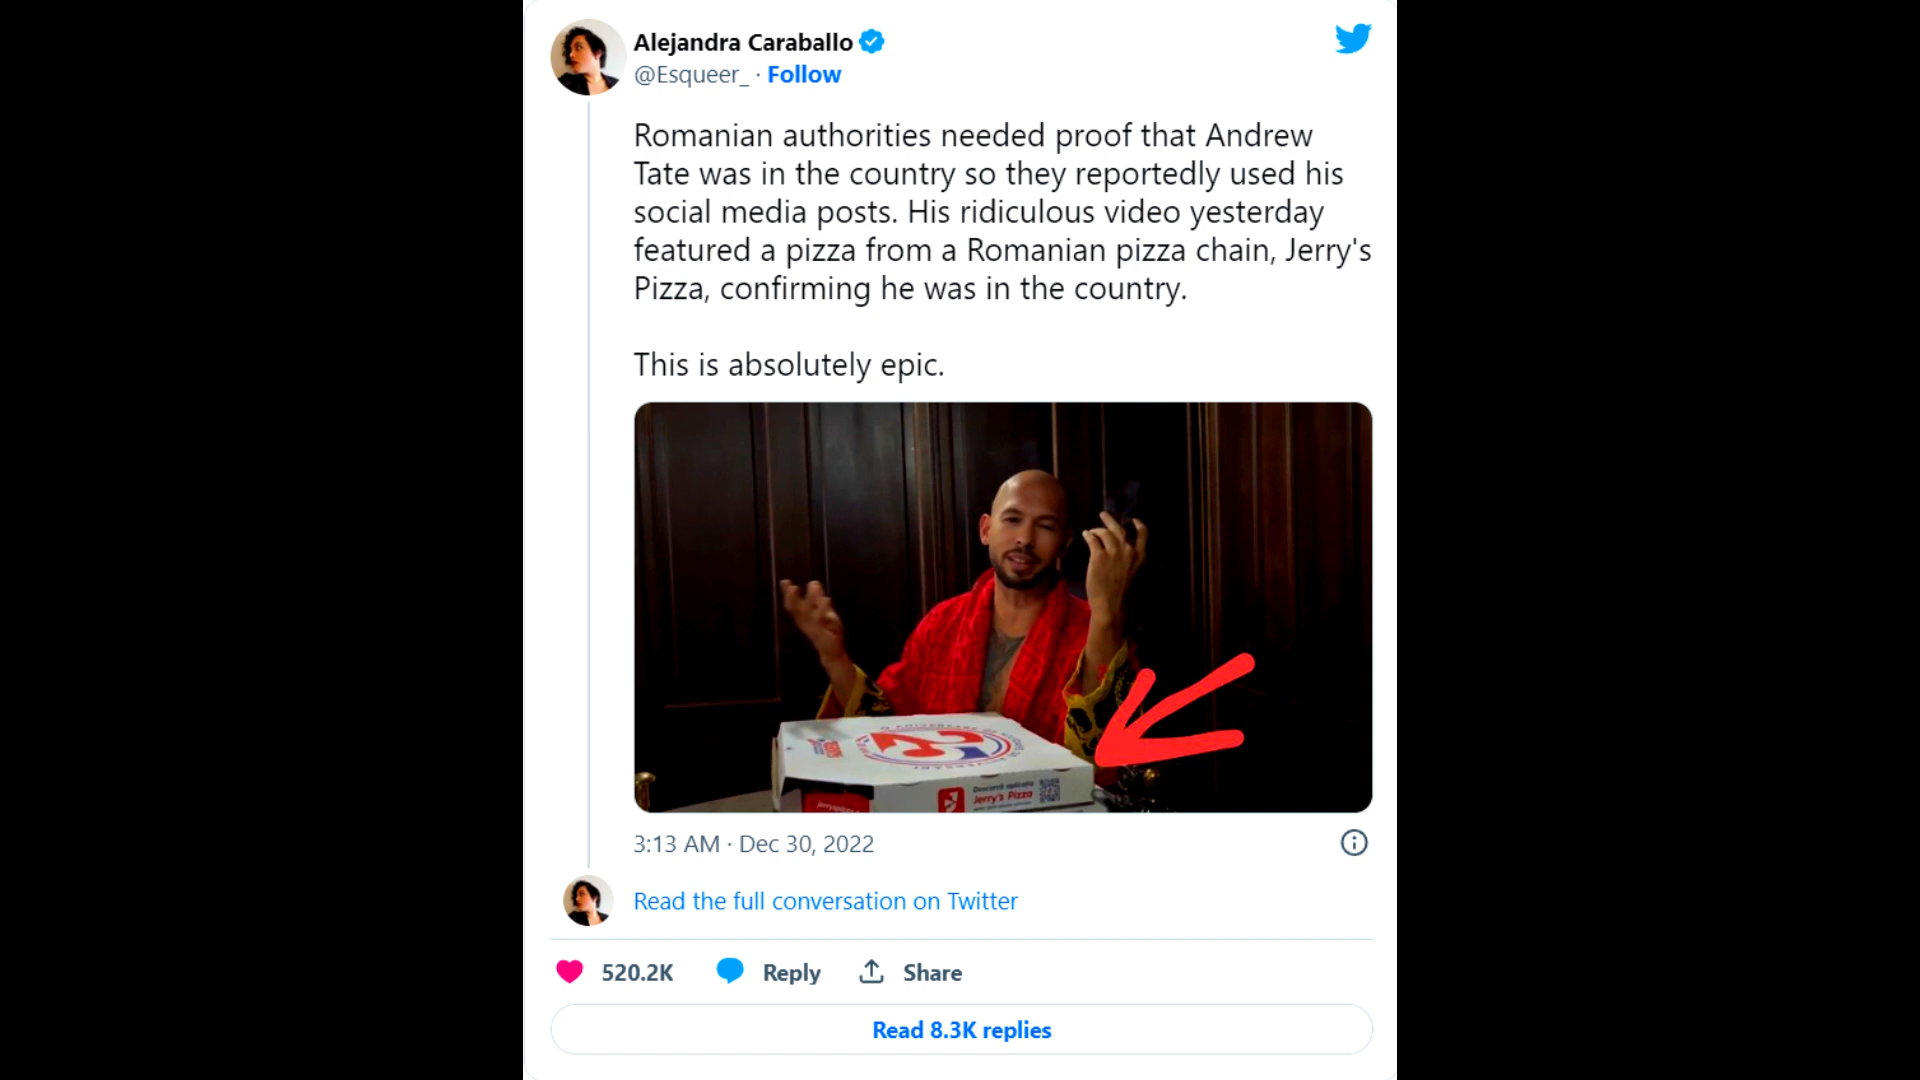 Alejandra Caraballo
@Esqueer_ · Follow
Romanian authorities needed proof that Andrew
Tate was in the country so they reportedly used his
social media posts. His ridiculous video yesterday
featured a pizza from a Romanian pizza chain, Jerry's
Pizza, confirming he was in the country.
This is absolutely epic.
25
Jerry's Pizza
3:13 AM · Dec 30, 2022
Read the full conversation on Twitter
520.2K Reply Share
Read 8.3K replies